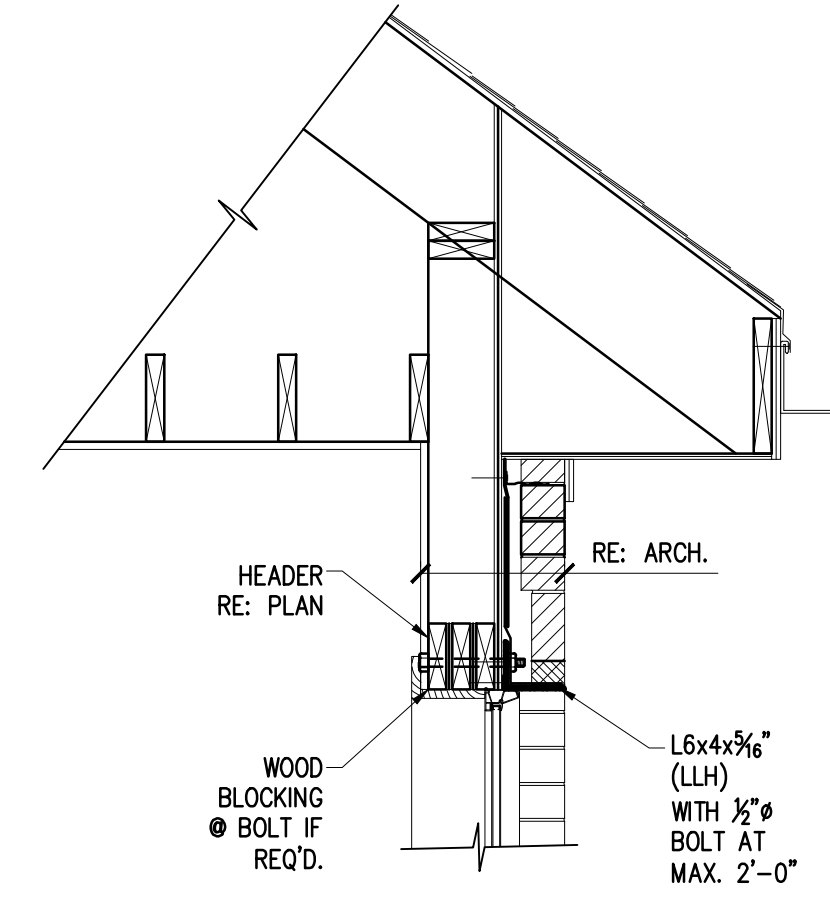 RE: ARCH.
HEADER
RE: PLAN
WOOD
BLOCKING
@ BOLT IF
REQ'D.
L6x4x5/16"
(LLH)
WITH 1/2"ø
BOLT AT
MAX. 2'-0"